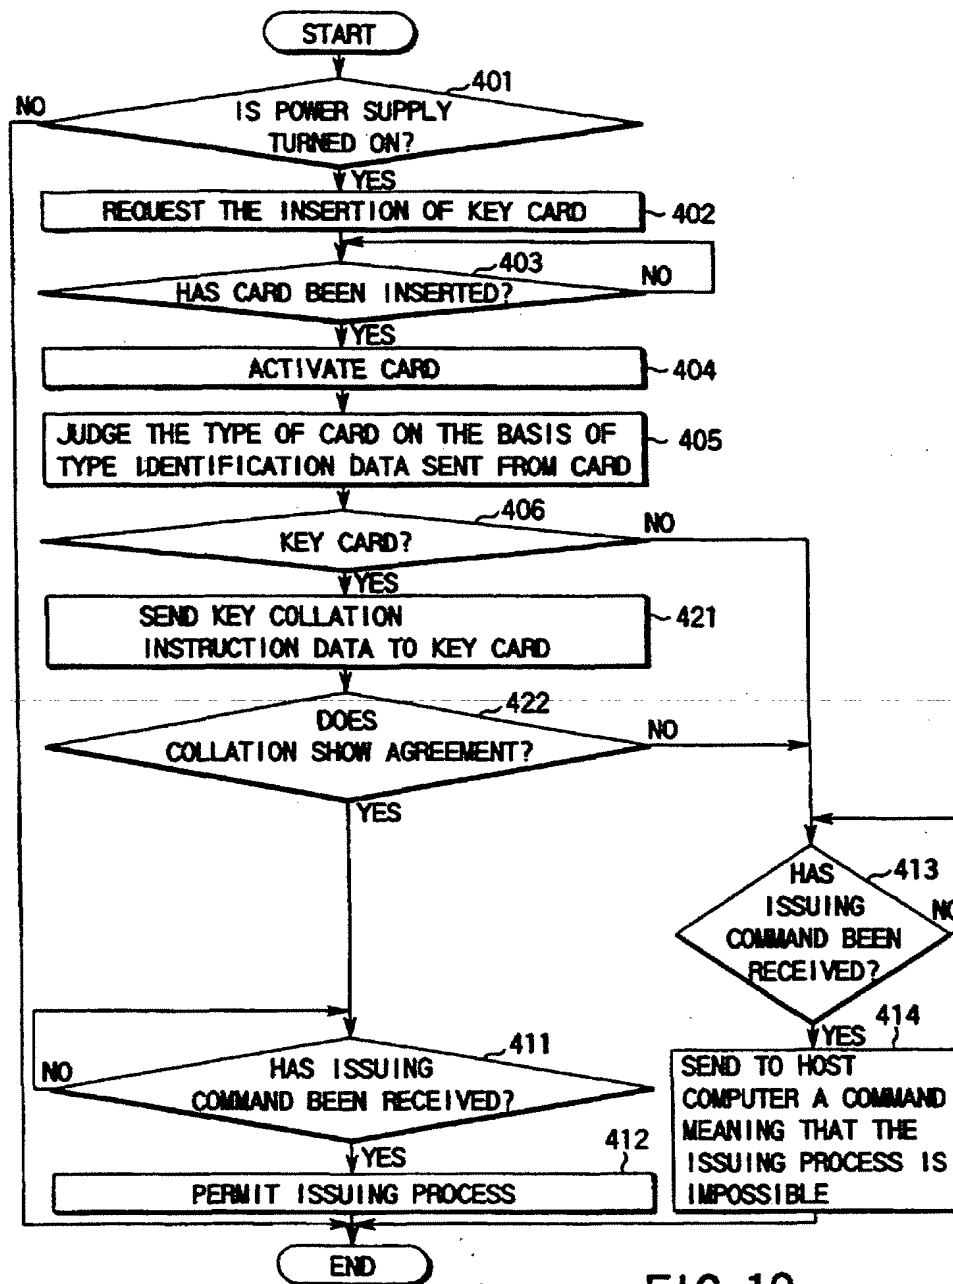 START
401
NO
IS POWER SUPPLY
TURNED ON?
YES
REQUEST THE INSERTION OF KEY CARD
402
403
HAS CARD BEEN INSERTED?
NO
YES
ACTIVATE CARD
404
JUDGE THE TYPE OF CARD ON THE BASIS OF
TYPE IDENTIFICATION DATA SENT FROM CARD
405
406
KEY CARD?
NO
YES
SEND KEY COLLATION
INSTRUCTION DATA TO KEY CARD
421
422
DOES
COLLATION SHOW AGREEMENT?
NO
YES
413
HAS
ISSUING
COMMAND BEEN
RECEIVED?
NO
YES
414
SEND TO HOST
COMPUTER A COMMAND
MEANING THAT THE
ISSUING PROCESS IS
IMPOSSIBLE
411
HAS ISSUING
COMMAND BEEN RECEIVED?
NO
YES
412
PERMIT ISSUING PROCESS
END